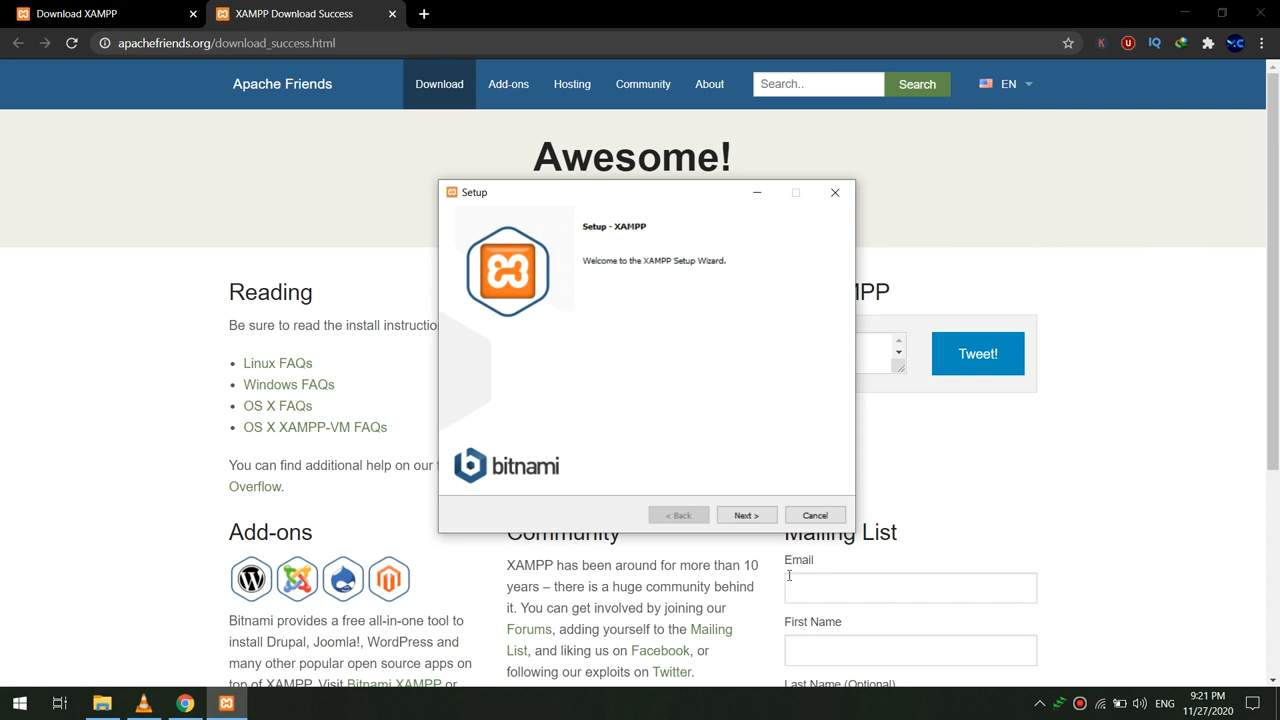 Download XAMPP
XAMPP Download Success
apachefriends.org/download_success.html
Apache Friends
Download
Add-ons
Hosting
Community
About
Search..
Search
EN
Awesome!
Setup
Setup - XAMPP
Welcome to the XAMPP Setup Wizard.
bitnami
< Back
Next >
Cancel
Reading
Be sure to read the install instructio
Linux FAQs
Windows FAQs
OS X FAQs
OS X XAMPP-VM FAQs
You can find additional help on our
Overflow.
MPP
Tweet!
Add-ons
Bitnami provides a free all-in-one tool to
install Drupal, Joomla!, WordPress and
many other popular open source apps on
top of XAMPP. Visit Bitnami XAMPP or
Community
XAMPP has been around for more than 10
years – there is a huge community behind
it. You can get involved by joining our
Forums, adding yourself to the Mailing
List, and liking us on Facebook, or
following our exploits on Twitter.
Mailing List
Email
First Name
Last Name (Optional)
ENG
9:21 PM
11/27/2020